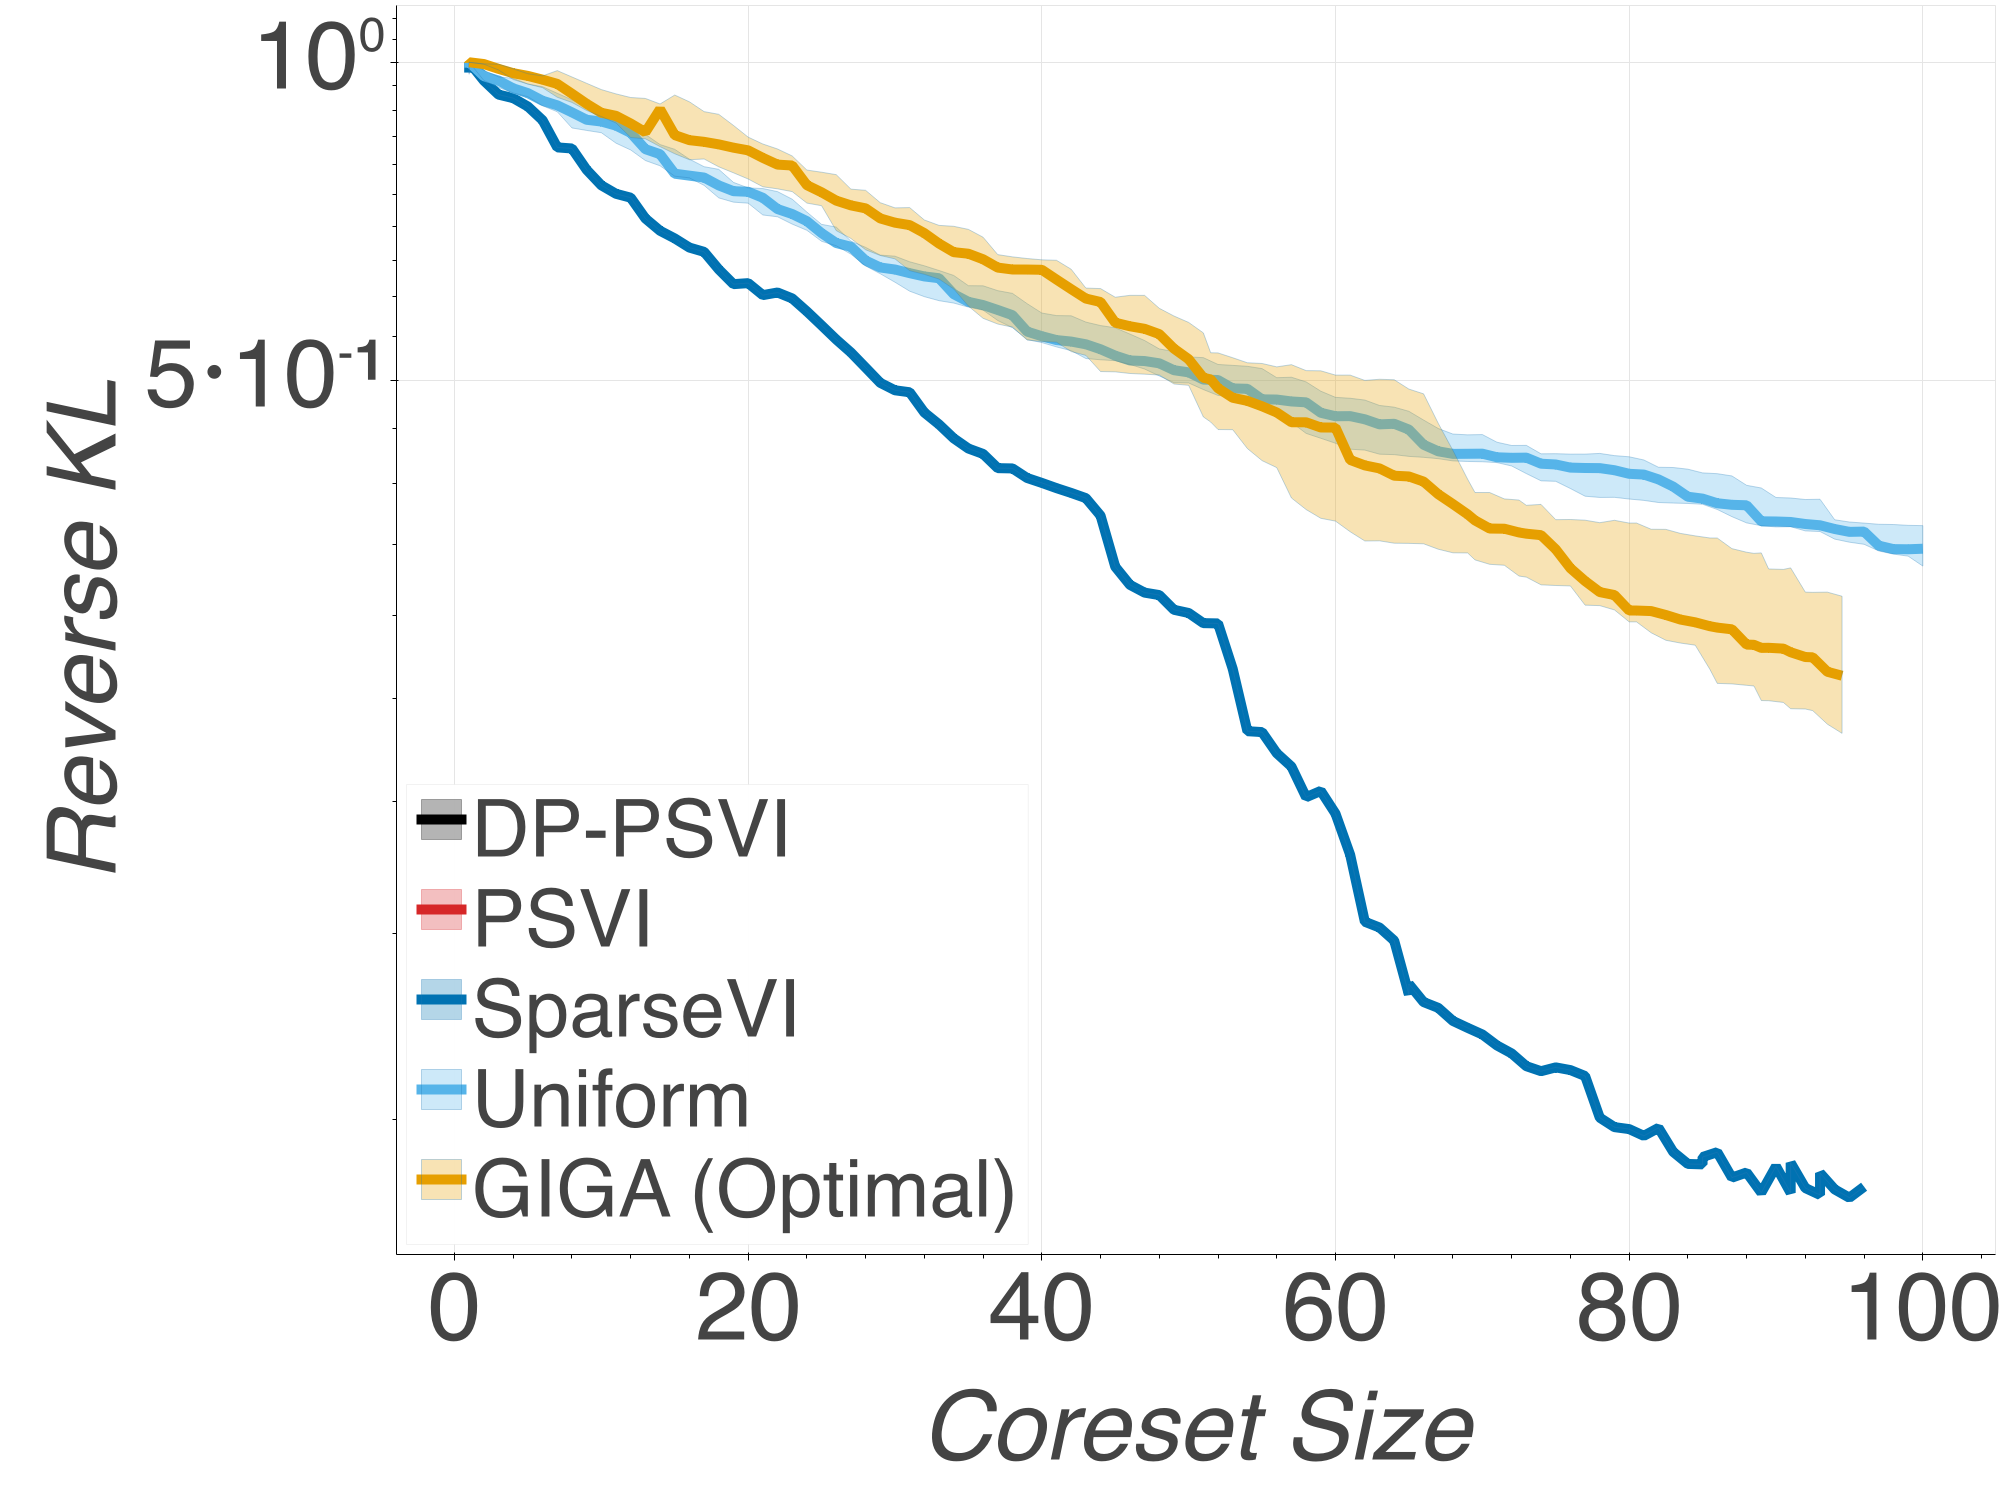 10⁰
5·10⁻¹
Reverse KL
DP-PSVI
PSVI
SparseVI
Uniform
GIGA (Optimal)
0 20 40 60 80 100
Coreset Size